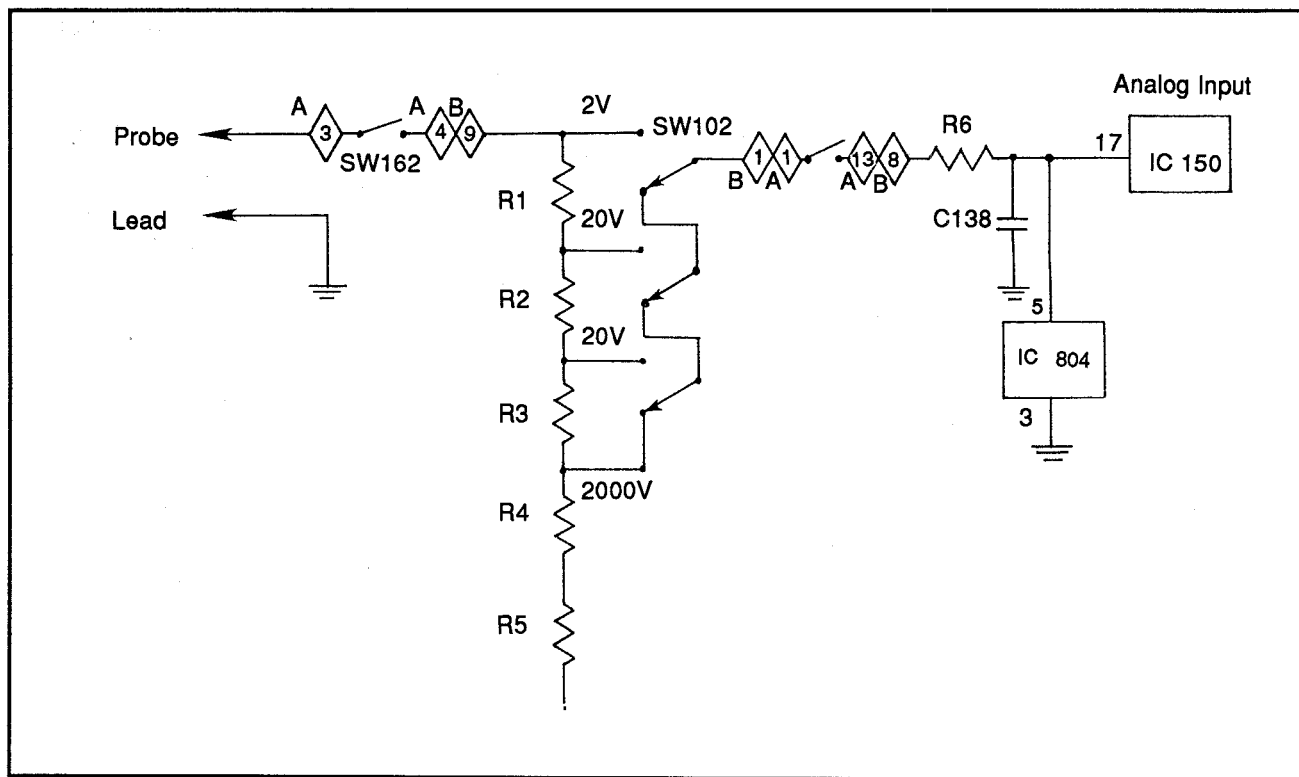 Analog Input
A
A
B
2V
Probe
3
4
9
SW102
SW162
R6
17
IC 150
1
1
13
8
B
A
A
B
R1
Lead
20V
C138
R2
20V
5
IC 804
3
R3
2000V
R4
R5